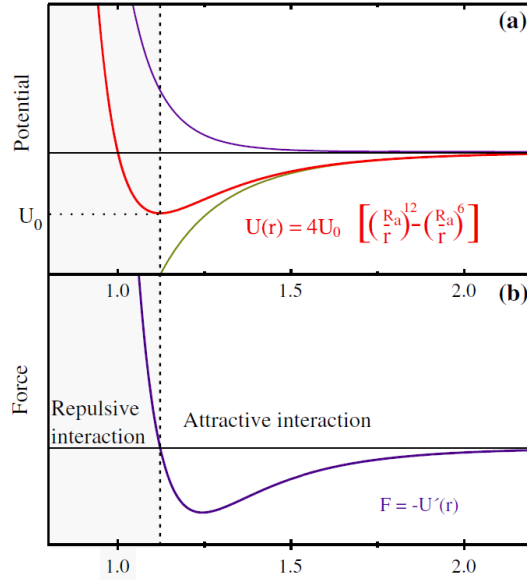 (a)
Potential
U₀
U(r) = 4U₀ [(Ra/r)¹²-(Ra/r)⁶]
1.0 1.5 2.0
(b)
Force
Repulsive
interaction
Attractive interaction
F = -U´(r)
1.0 1.5 2.0